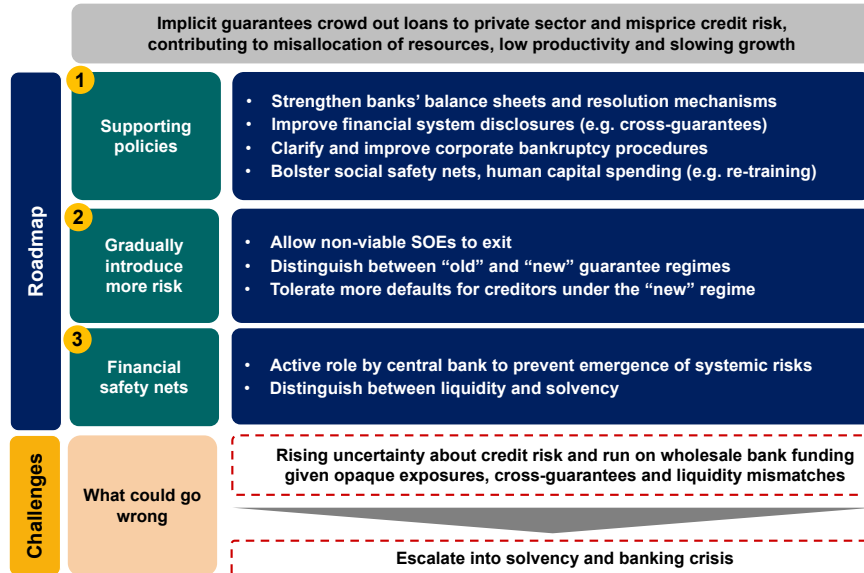 Implicit guarantees crowd out loans to private sector and misprice credit risk,
contributing to misallocation of resources, low productivity and slowing growth
Roadmap
1
Supporting
policies
• Strengthen banks' balance sheets and resolution mechanisms
• Improve financial system disclosures (e.g. cross-guarantees)
• Clarify and improve corporate bankruptcy procedures
• Bolster social safety nets, human capital spending (e.g. re-training)
2
Gradually
introduce
more risk
• Allow non-viable SOEs to exit
• Distinguish between “old” and “new” guarantee regimes
• Tolerate more defaults for creditors under the “new” regime
3
Financial
safety nets
• Active role by central bank to prevent emergence of systemic risks
• Distinguish between liquidity and solvency
Challenges
What could go
wrong
Rising uncertainty about credit risk and run on wholesale bank funding
given opaque exposures, cross-guarantees and liquidity mismatches
Escalate into solvency and banking crisis